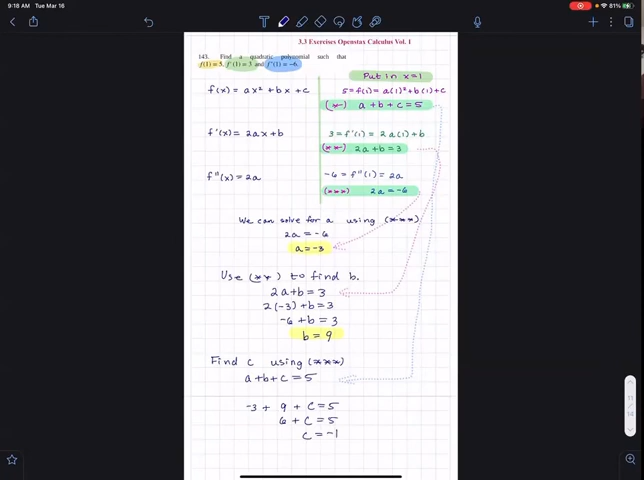 9:18 AM Tue Mar 16
3.3 Exercises Openstax Calculus Vol. 1
143. Find a quadratic polynomial such that
f(1) = 5, f'(1) = 3 and f''(1) = −6.
Put in x=1
f(x) = ax² + bx + c
5 = f(1) = a(1)² + b(1) + c
(*) a + b + c = 5
f'(x) = 2ax + b
3 = f'(1) = 2a(1) + b
(**) 2a + b = 3
f''(x) = 2a
-6 = f''(1) = 2a
(***) 2a = -6
We can solve for a using (***)
2a = -6
a = -3
Use (**) to find b.
2a + b = 3
2(-3) + b = 3
-6 + b = 3
b = 9
Find c using (***)
a + b + c = 5
-3 + 9 + c = 5
6 + c = 5
c = -1